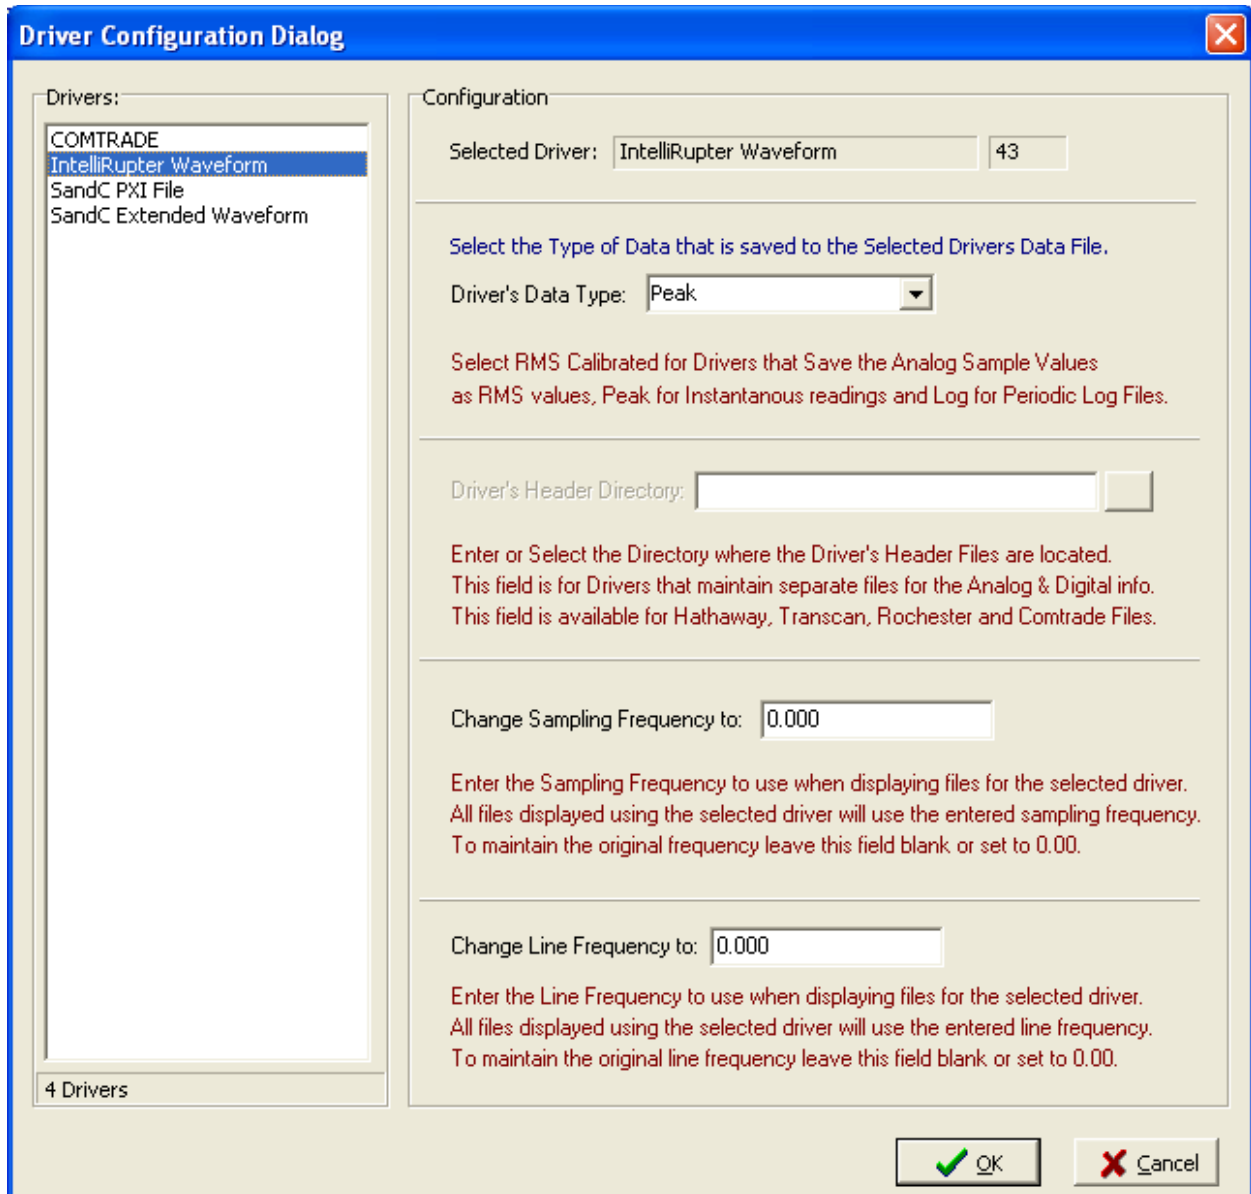 Driver Configuration Dialog
Drivers:
COMTRADE
IntelliRupter Waveform
SandC PXI File
SandC Extended Waveform
4 Drivers
Configuration
Selected Driver: IntelliRupter Waveform 43
Select the Type of Data that is saved to the Selected Drivers Data File.
Driver's Data Type: Peak
Select RMS Calibrated for Drivers that Save the Analog Sample Values
as RMS values, Peak for Instantanous readings and Log for Periodic Log Files.
Driver's Header Directory:
Enter or Select the Directory where the Driver's Header Files are located.
This field is for Drivers that maintain separate files for the Analog & Digital info.
This field is available for Hathaway, Transcan, Rochester and Comtrade Files.
Change Sampling Frequency to: 0.000
Enter the Sampling Frequency to use when displaying files for the selected driver.
All files displayed using the selected driver will use the entered sampling frequency.
To maintain the original frequency leave this field blank or set to 0.00.
Change Line Frequency to: 0.000
Enter the Line Frequency to use when displaying files for the selected driver.
All files displayed using the selected driver will use the entered line frequency.
To maintain the original line frequency leave this field blank or set to 0.00.
OK Cancel